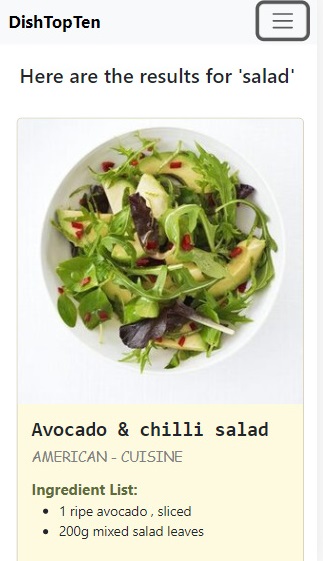 DishTopTen
Here are the results for 'salad'
Avocado & chilli salad
AMERICAN - CUISINE
Ingredient List:
1 ripe avocado , sliced
200g mixed salad leaves